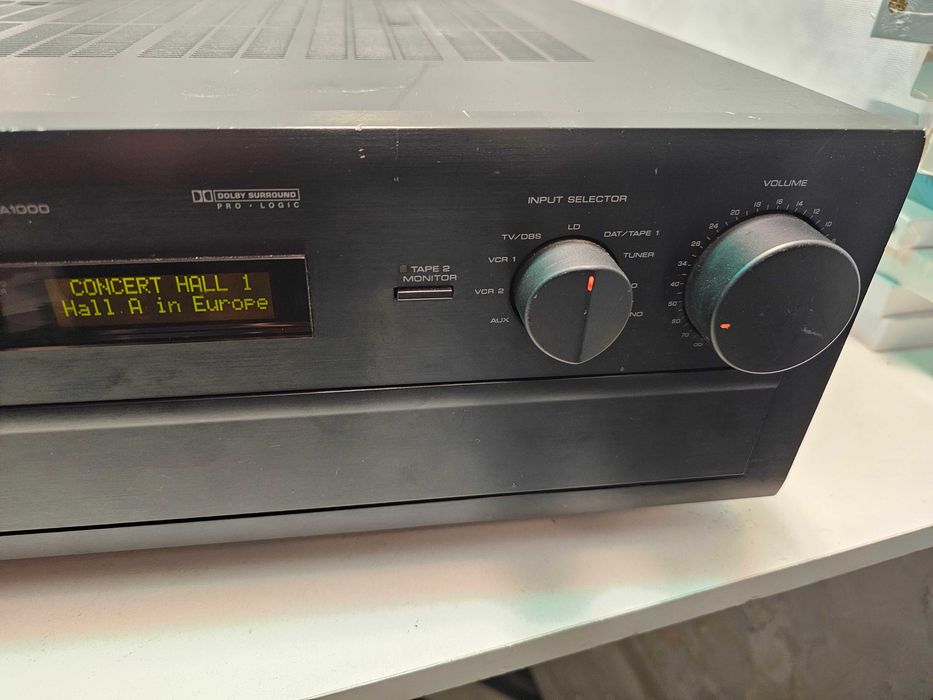 A1000
DOLBY SURROUND
PRO · LOGIC
CONCERT HALL 1
Hall A in Europe
TAPE 2
MONITOR
INPUT SELECTOR
LD
TV/DBS
DAT/TAPE 1
VCR 1
TUNER
VCR 2
AUX
VOLUME
20 18 16 14 12 10
24
28
34
40
50
60
70
∞